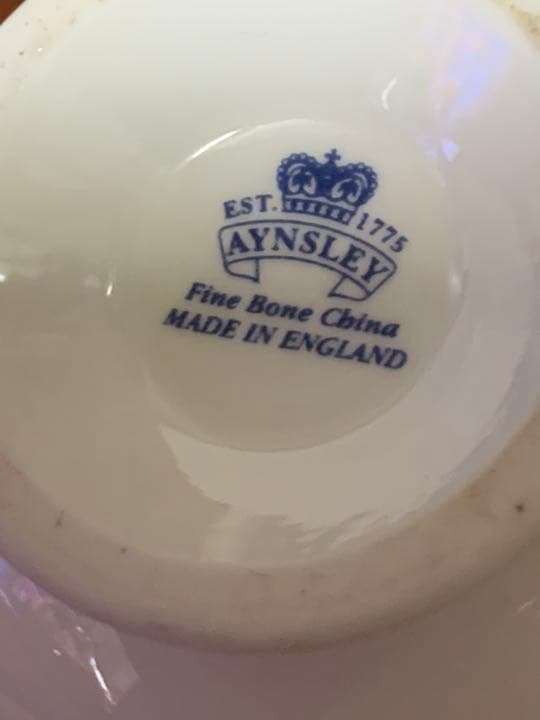 EST. 1775
AYNSLEY
Fine Bone China
MADE IN ENGLAND